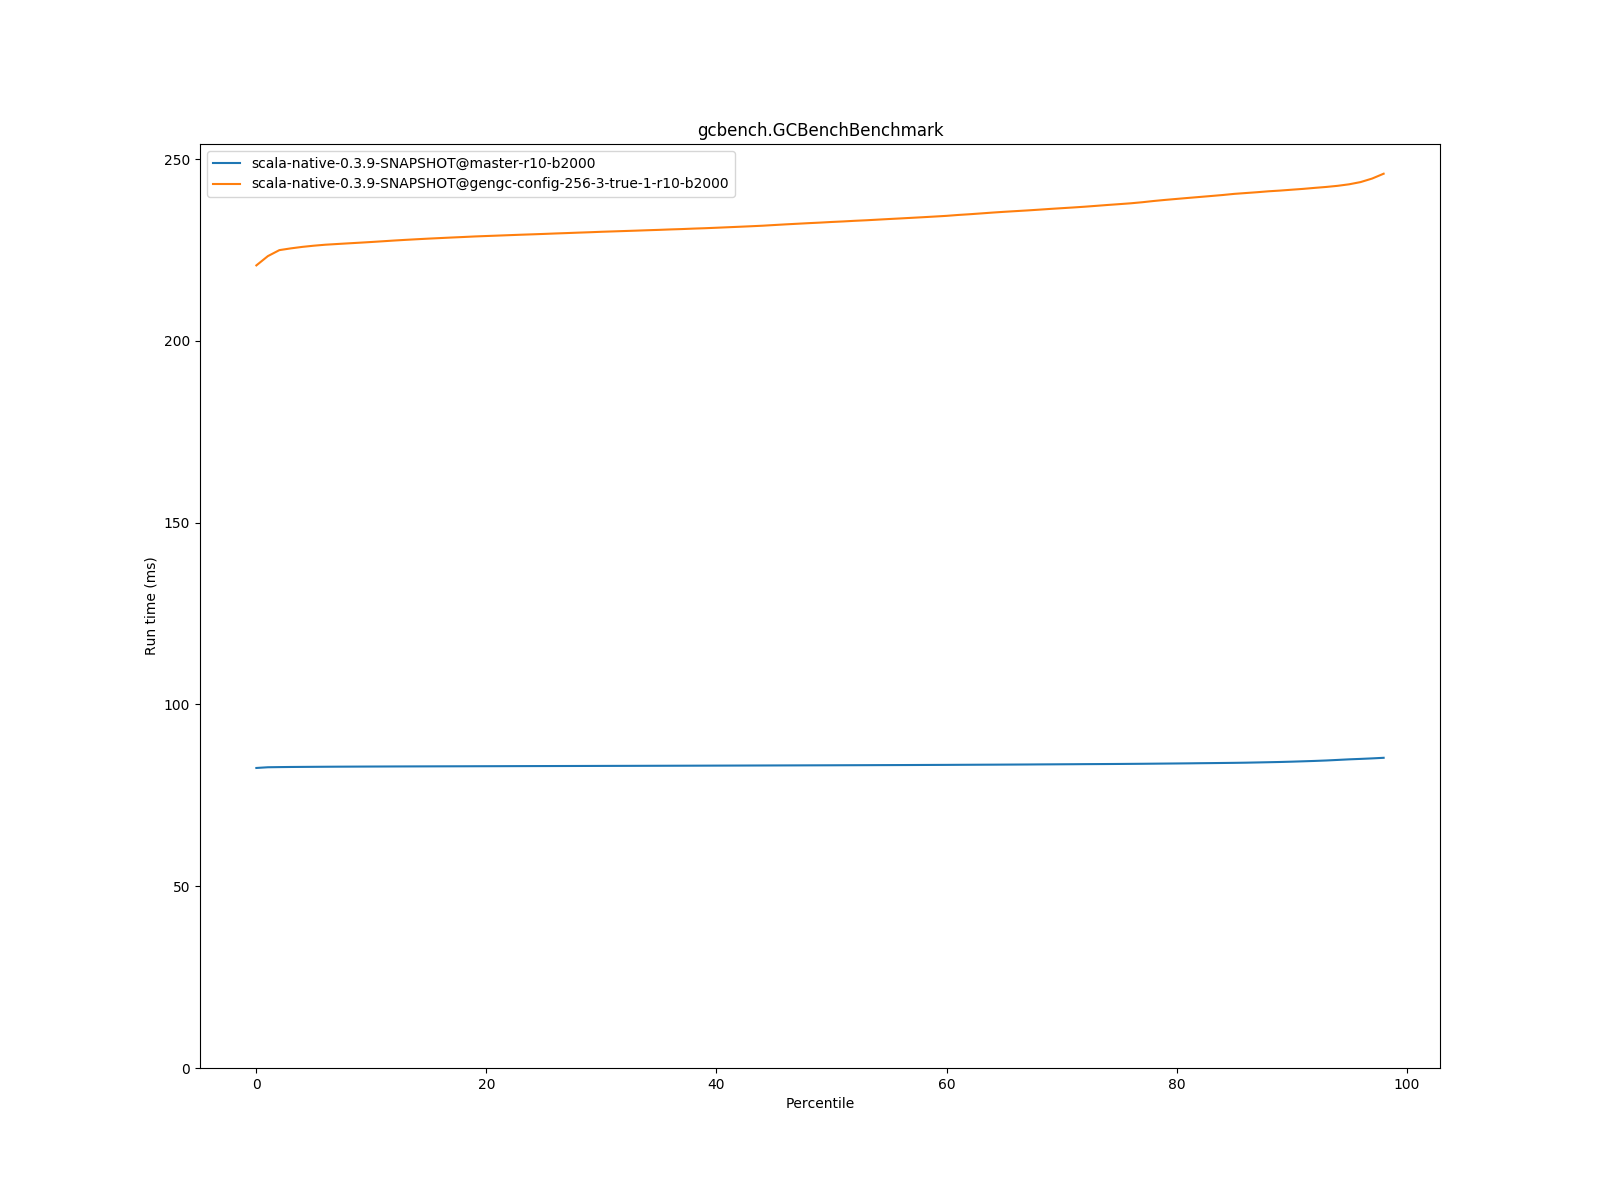 gcbench.GCBenchBenchmark
scala-native-0.3.9-SNAPSHOT@master-r10-b2000
scala-native-0.3.9-SNAPSHOT@gengc-config-256-3-true-1-r10-b2000
250
200
150
100
50
0
Run time (ms)
0 20 40 60 80 100
Percentile